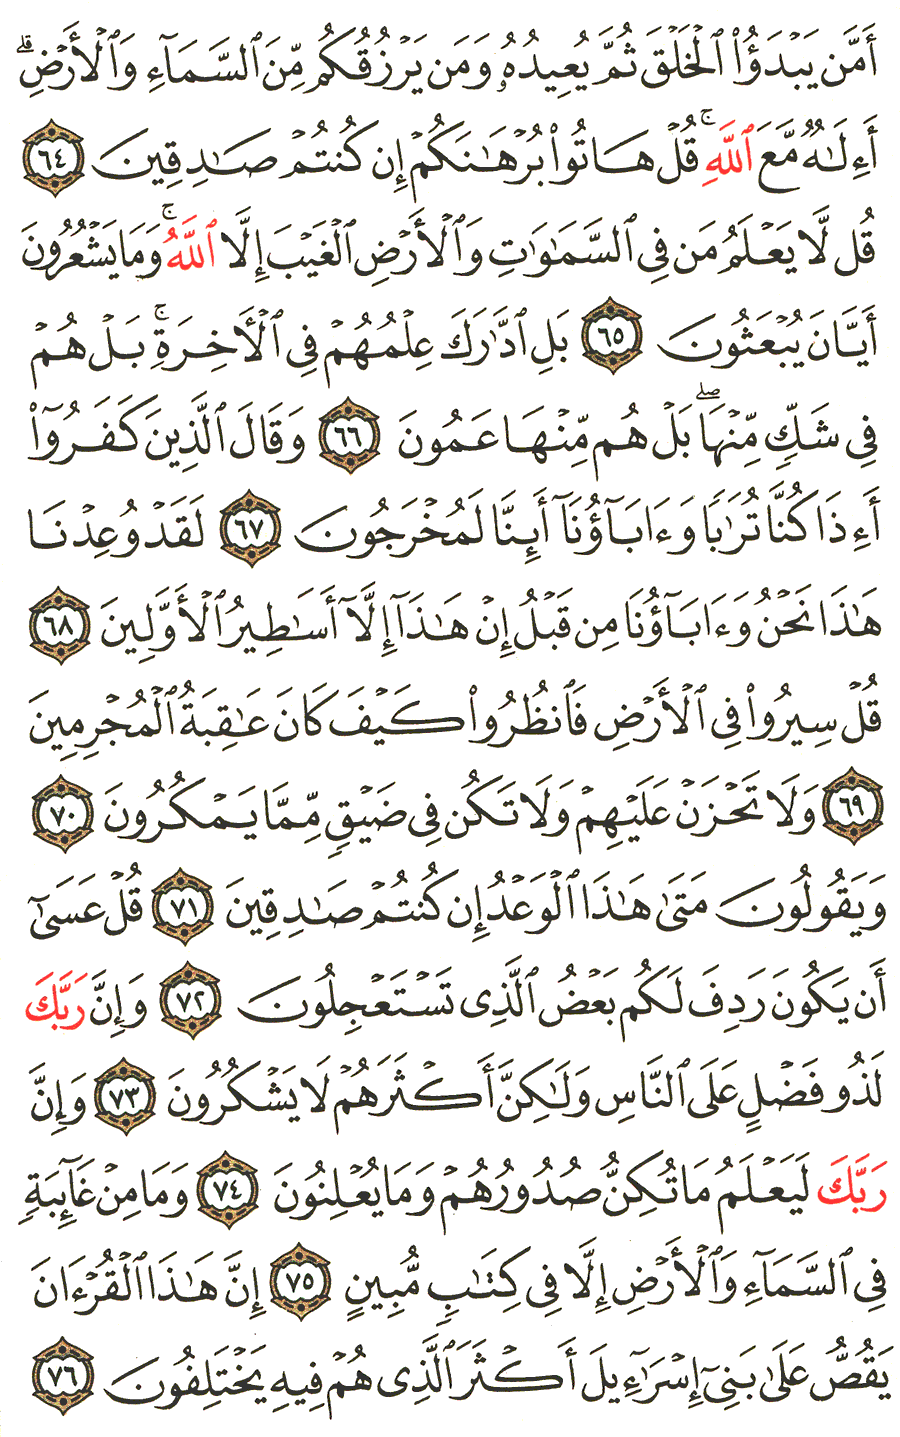 أَمَّن يَبْدَؤُا۟ ٱلْخَلْقَ ثُمَّ يُعِيدُهُۥ وَمَن يَرْزُقُكُم مِّنَ ٱلسَّمَآءِ وَٱلْأَرْضِ ۗ
أَءِلَـٰهٌ مَّعَ ٱللَّهِ ۚ قُلْ هَاتُوا۟ بُرْهَـٰنَكُمْ إِن كُنتُمْ صَـٰدِقِينَ ٦٤
قُل لَّا يَعْلَمُ مَن فِى ٱلسَّمَـٰوَٰتِ وَٱلْأَرْضِ ٱلْغَيْبَ إِلَّا ٱللَّهُ ۚ وَمَا يَشْعُرُونَ
أَيَّانَ يُبْعَثُونَ ٦٥ بَلِ ٱدَّٰرَكَ عِلْمُهُمْ فِى ٱلْـَٔاخِرَةِ ۚ بَلْ هُمْ
فِى شَكٍّ مِّنْهَا ۖ بَلْ هُم مِّنْهَا عَمُونَ ٦٦ وَقَالَ ٱلَّذِينَ كَفَرُوٓا۟
أَءِذَا كُنَّا تُرَٰبًا وَءَابَآؤُنَآ أَئِنَّا لَمُخْرَجُونَ ٦٧ لَقَدْ وُعِدْنَا
هَـٰذَا نَحْنُ وَءَابَآؤُنَا مِن قَبْلُ إِنْ هَـٰذَآ إِلَّآ أَسَـٰطِيرُ ٱلْأَوَّلِينَ ٦٨
قُلْ سِيرُوا۟ فِى ٱلْأَرْضِ فَٱنظُرُوا۟ كَيْفَ كَانَ عَـٰقِبَةُ ٱلْمُجْرِمِينَ
٦٩ وَلَا تَحْزَنْ عَلَيْهِمْ وَلَا تَكُن فِى ضَيْقٍ مِّمَّا يَمْكُرُونَ ٧٠
وَيَقُولُونَ مَتَىٰ هَـٰذَا ٱلْوَعْدُ إِن كُنتُمْ صَـٰدِقِينَ ٧١ قُلْ عَسَىٰٓ
أَن يَكُونَ رَدِفَ لَكُم بَعْضُ ٱلَّذِى تَسْتَعْجِلُونَ ٧٢ وَإِنَّ رَبَّكَ
لَذُو فَضْلٍ عَلَى ٱلنَّاسِ وَلَـٰكِنَّ أَكْثَرَهُمْ لَا يَشْكُرُونَ ٧٣ وَإِنَّ
رَبَّكَ لَيَعْلَمُ مَا تُكِنُّ صُدُورُهُمْ وَمَا يُعْلِنُونَ ٧٤ وَمَا مِنْ غَآئِبَةٍ
فِى ٱلسَّمَآءِ وَٱلْأَرْضِ إِلَّا فِى كِتَـٰبٍ مُّبِينٍ ٧٥ إِنَّ هَـٰذَا ٱلْقُرْءَانَ
يَقُصُّ عَلَىٰ بَنِىٓ إِسْرَٰٓءِيلَ أَكْثَرَ ٱلَّذِى هُمْ فِيهِ يَخْتَلِفُونَ ٧٦